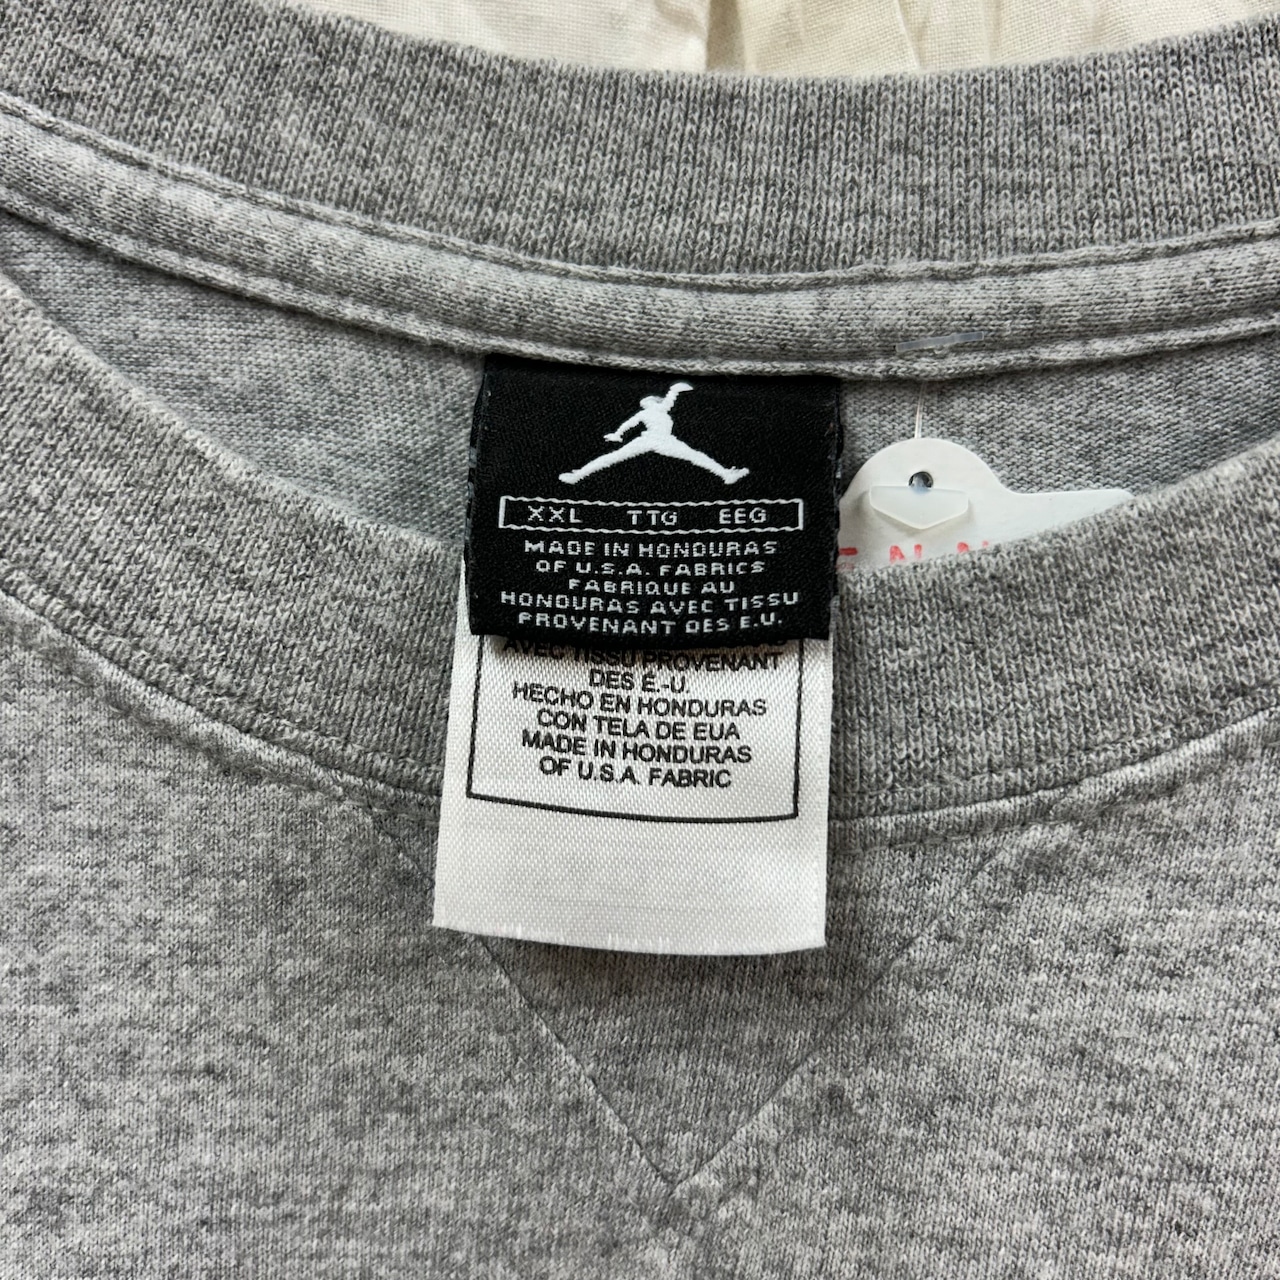 XXL TTG EEG
MADE IN HONDURAS
OF U.S.A. FABRICS
FABRIQUE AU
HONDURAS AVEC TISSU
PROVENANT DES E.U.
AVEC TISSU PROVENANT
DES É.-U.
HECHO EN HONDURAS
CON TELA DE EUA
MADE IN HONDURAS
OF U.S.A. FABRIC